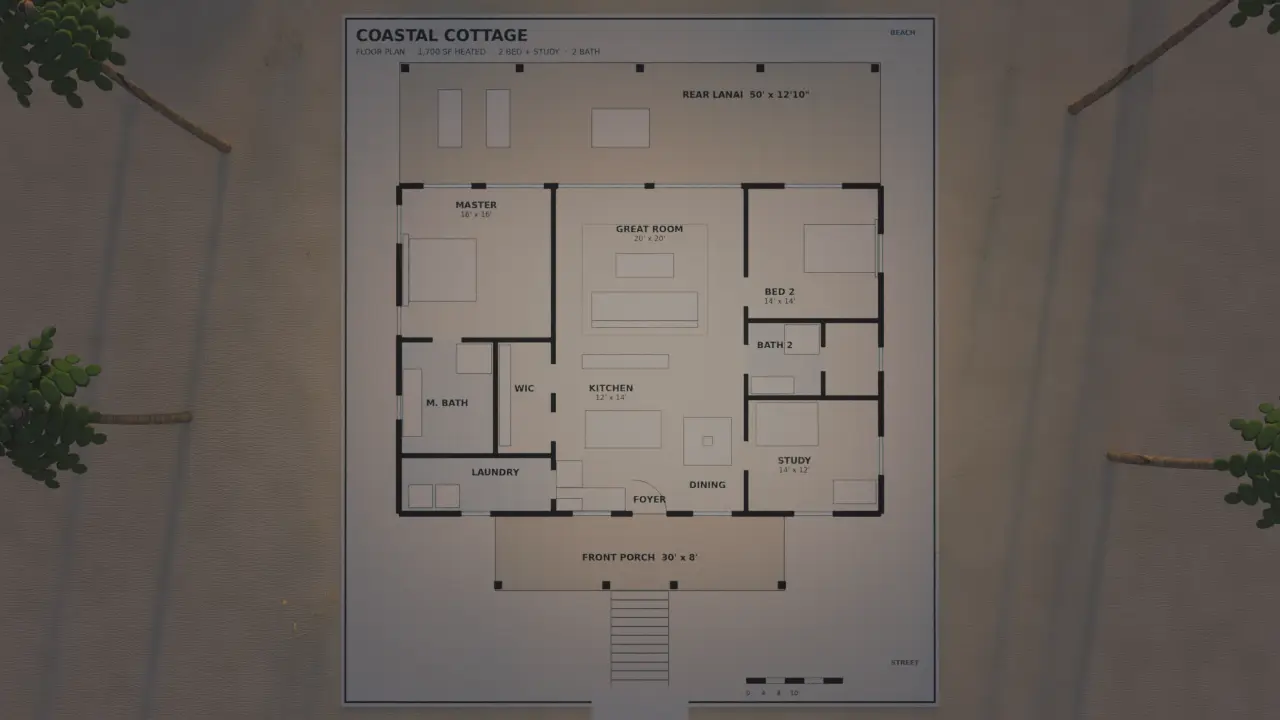 COASTAL COTTAGE
BEACH
FLOOR PLAN 1,700 SF HEATED 2 BED + STUDY · 2 BATH
REAR LANAI 50' x 12'10"
MASTER
16' x 16'
GREAT ROOM
20' x 20'
BED 2
14' x 14'
BATH 2
WIC
KITCHEN
12' x 14'
M. BATH
STUDY
14' x 12'
LAUNDRY
DINING
FOYER
FRONT PORCH 30' x 8'
STREET
0 4 8 10